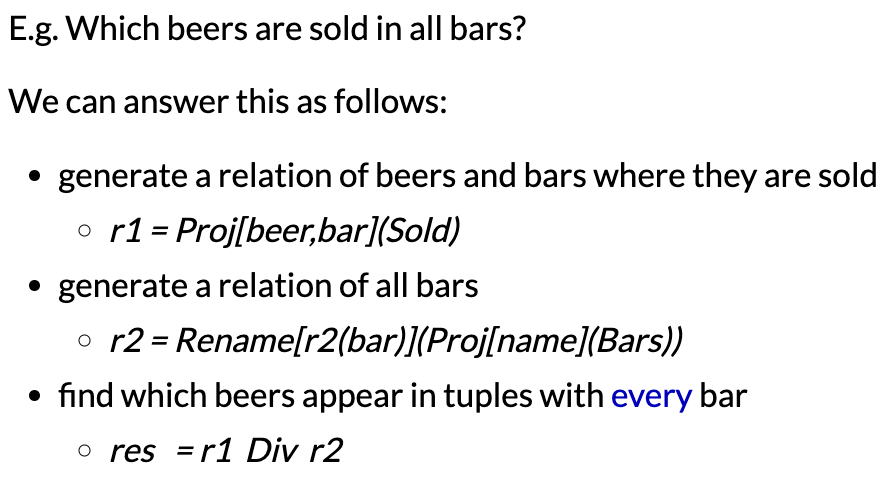 E.g. Which beers are sold in all bars?
We can answer this as follows:
• generate a relation of beers and bars where they are sold
○ r1 = Proj[beer,bar](Sold)
• generate a relation of all bars
○ r2 = Rename[r2(bar)](Proj[name](Bars))
• find which beers appear in tuples with every bar
○ res = r1 Div r2